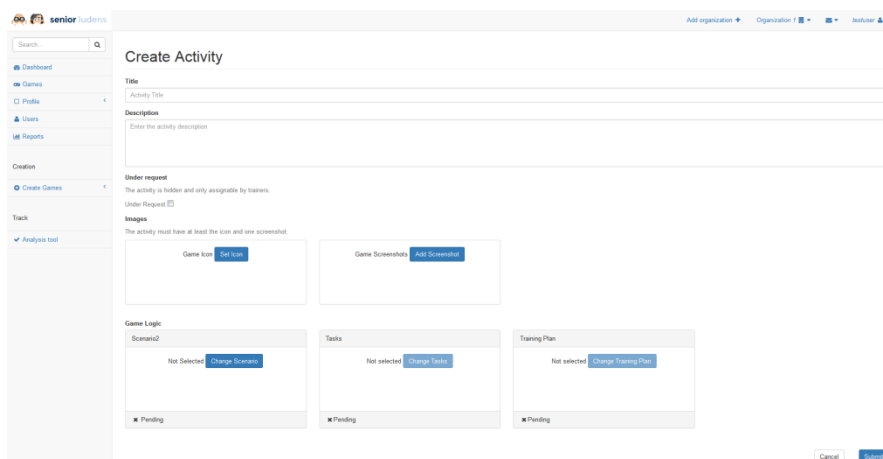 senior ludens
Add organization
Organization 1
testuser
Search...
Dashboard
Games
Profile
Users
Reports
Creation
Create Games
Track
Analysis tool
Create Activity
Title
Activity Title
Description
Enter the activity description
Under request
The activity is hidden and only assignable by trainers.
Under Request
Images
The activity must have at least the icon and one screenshot.
Game Icon Set Icon
Game Screenshots Add Screenshot
Game Logic
Scenario2
Not Selected Change Scenario
✖ Pending
Tasks
Not selected Change Tasks
✖ Pending
Training Plan
Not selected Change Training Plan
✖ Pending
Cancel
Submit